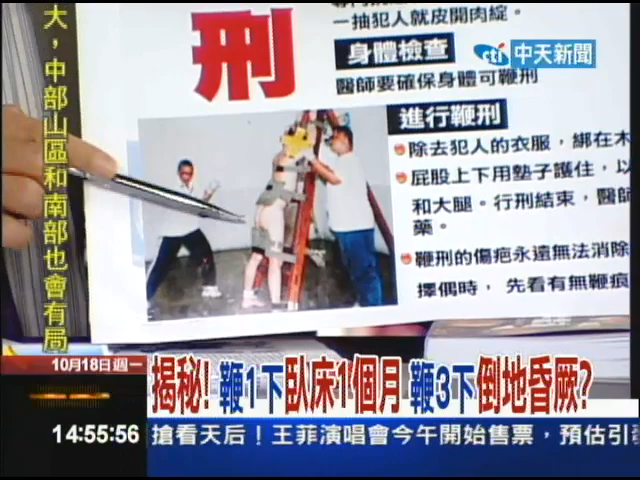 一抽犯人就皮開肉綻。
刑
身體檢查
醫師要確保身體可鞭刑
cti 中天新聞
進行鞭刑
除去犯人的衣服，綁在木
屁股上下用墊子護住，以
和大腿。行刑結束，醫師
藥。
鞭刑的傷疤永遠無法消除
擇偶時，先看有無鞭痕
大，中部山區和南部也會有局
10月18日週一
揭秘！鞭1下臥床1個月 鞭3下倒地昏厥?
14:55:56
搶看天后！王菲演唱會今午開始售票，預估引發